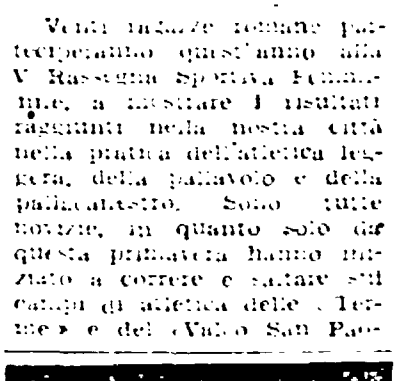 Venti ragazze romane par-
teciperanno quest'anno alla
V Rassegna Sportiva Femmi-
nile, a mostrare i risultati
raggiunti nella nostra città
nella pratica dell'atletica leg-
gera, della pallavolo e della
pallacanestro. Sono tutte
novizie, in quanto solo da
questa primavera hanno ini-
ziato a correre e saltare sui
campi di atletica delle «Ter-
me» e del «Valco San Pao-